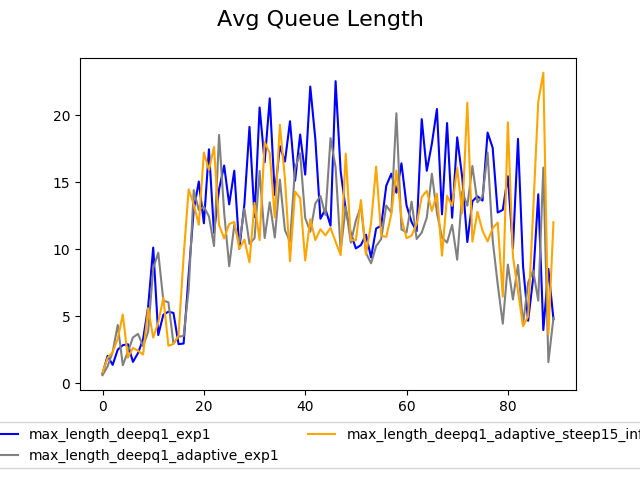 Avg Queue Length
20
15
10
5
0
0 20 40 60 80
max_length_deepq1_exp1 max_length_deepq1_adaptive_steep15_inf
max_length_deepq1_adaptive_exp1